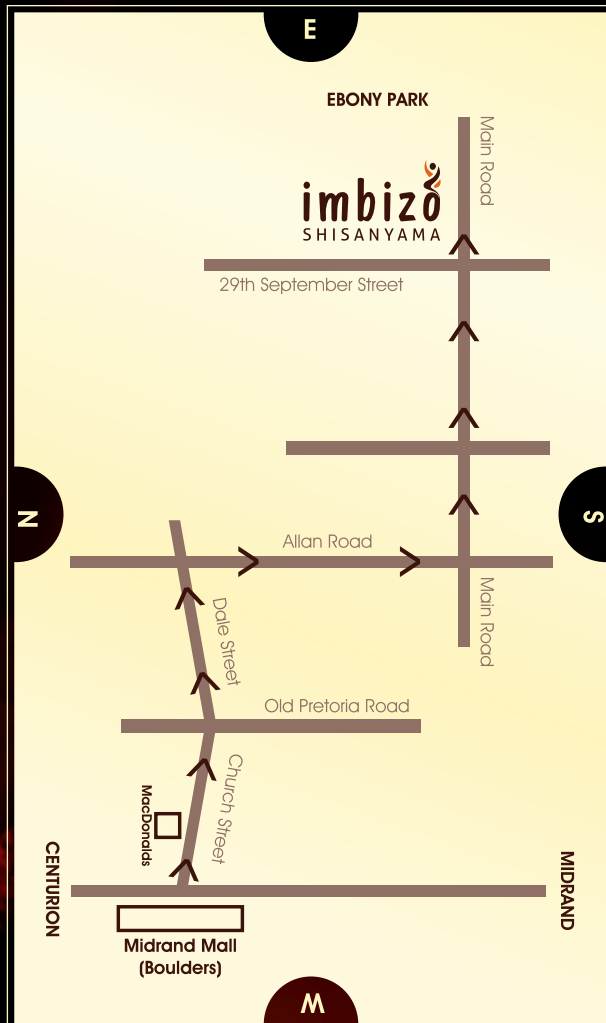 E
EBONY PARK
Main Road
imbizo
SHISANYAMA
29th September Street
N
S
Allan Road
Main Road
Dale Street
Old Pretoria Road
Church Street
MacDonalds
CENTURION
MIDRAND
Midrand Mall
(Boulders)
W